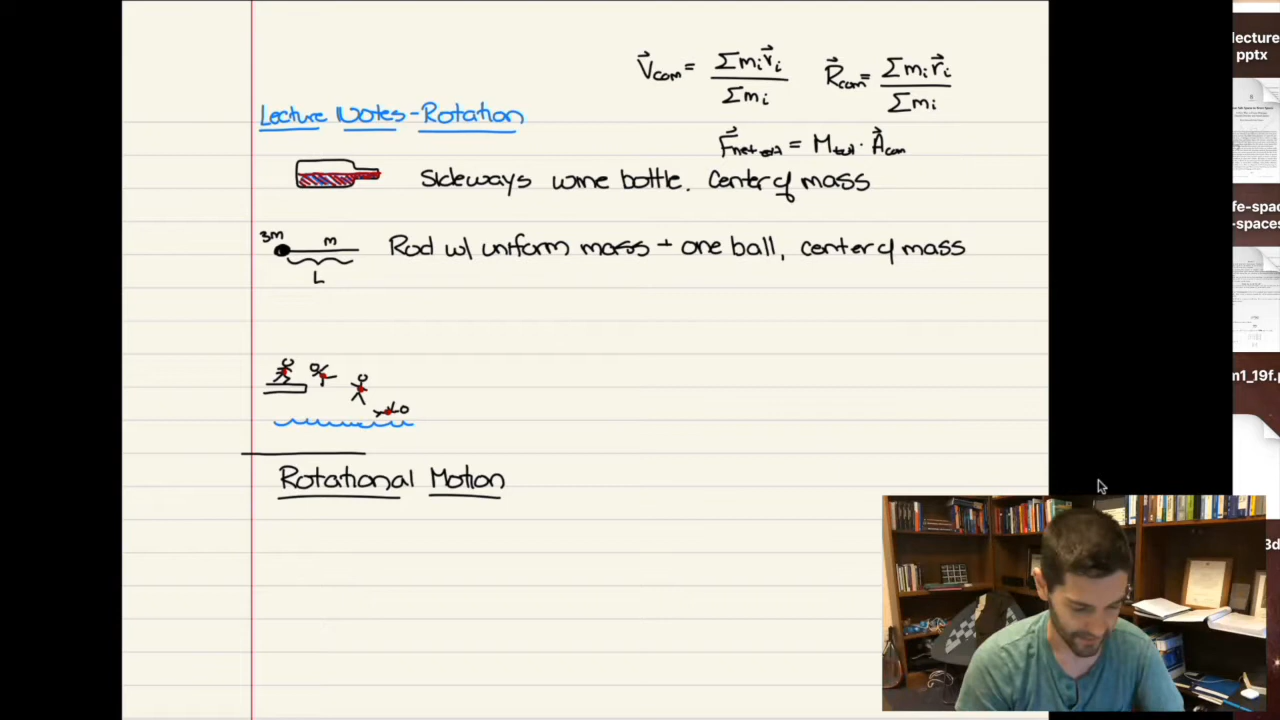 V⃗com = Σmᵢv⃗ᵢ / Σmᵢ R⃗com = Σmᵢr⃗ᵢ / Σmᵢ
Lecture Notes - Rotation
F⃗net ext = Mtot · A⃗com
Sideways wine bottle. Center of mass
3m m
Rod w/ uniform mass + one ball, center of mass
L
Rotational Motion
lecture
pptx
fe-space
-spaces
m1_19f.p